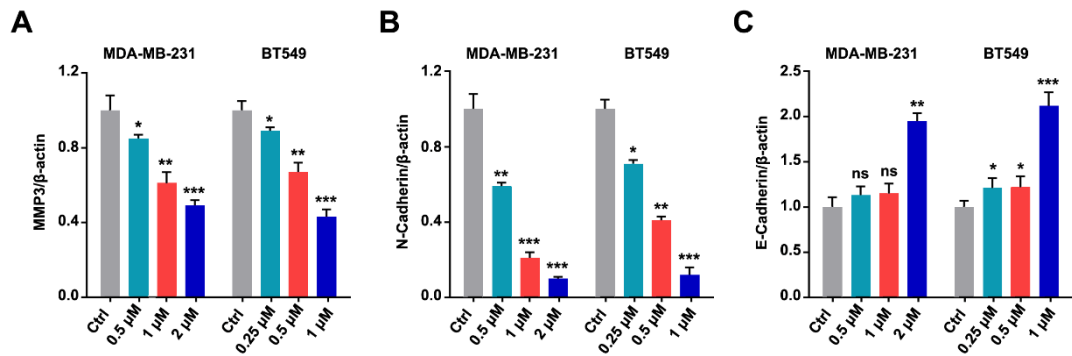 A
MDA-MB-231 BT549
MMP3/β-actin
1.2
0.8
0.4
0.0
* ** *** * ** ***
Ctrl 0.5 μM 1 μM 2 μM Ctrl 0.25 μM 0.5 μM 1 μM
B
MDA-MB-231 BT549
N-Cadherin/β-actin
1.2
0.8
0.4
0.0
** *** *** * ** ***
Ctrl 0.5 μM 1 μM 2 μM Ctrl 0.25 μM 0.5 μM 1 μM
C
MDA-MB-231 BT549
E-Cadherin/β-actin
2.5
2.0
1.5
1.0
0.5
0.0
ns ns ** * * ***
Ctrl 0.5 μM 1 μM 2 μM Ctrl 0.25 μM 0.5 μM 1 μM